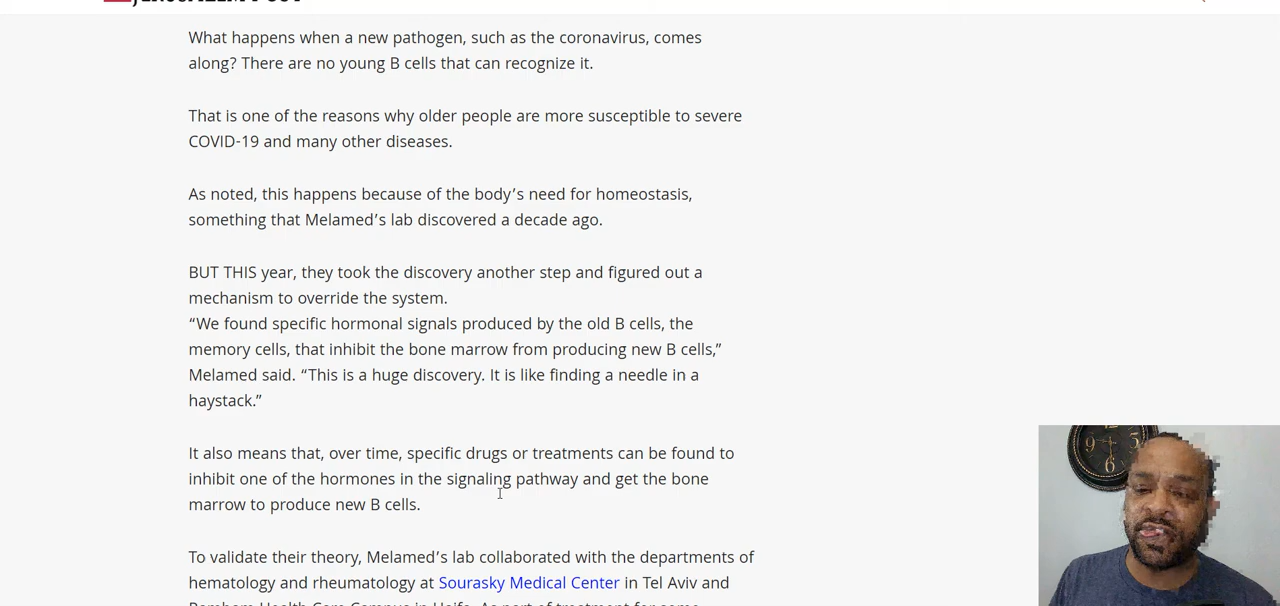 What happens when a new pathogen, such as the coronavirus, comes
along? There are no young B cells that can recognize it.
That is one of the reasons why older people are more susceptible to severe
COVID-19 and many other diseases.
As noted, this happens because of the body’s need for homeostasis,
something that Melamed’s lab discovered a decade ago.
BUT THIS year, they took the discovery another step and figured out a
mechanism to override the system.
“We found specific hormonal signals produced by the old B cells, the
memory cells, that inhibit the bone marrow from producing new B cells,”
Melamed said. “This is a huge discovery. It is like finding a needle in a
haystack.”
It also means that, over time, specific drugs or treatments can be found to
inhibit one of the hormones in the signaling pathway and get the bone
marrow to produce new B cells.
To validate their theory, Melamed’s lab collaborated with the departments of
hematology and rheumatology at Sourasky Medical Center in Tel Aviv and